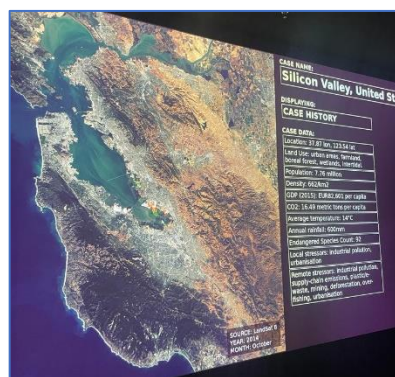 CASE NAME:
Silicon Valley, United St
DISPLAYING:
CASE HISTORY
CASE DATA:
Location: 37.87 lon, 123.54 lat
Land Use: urban areas, farmland,
boreal forest, wetlands, intertidal
Population: 7.76 million
Density: 662/km2
GDP (2015): EUR82,601 per capita
CO2: 16.49 metric tons per capita
Average temperature: 14°C
Annual rainfall: 600mm
Endangered Species Count: 92
Local stressors: industrial pollution,
urbanisation
Remote stressors: industrial pollution,
supply-chain emissions, plastic/e-
waste, mining, deforestation, over-
fishing, urbanisation
SOURCE: Landsat 8
YEAR: 2014
MONTH: October